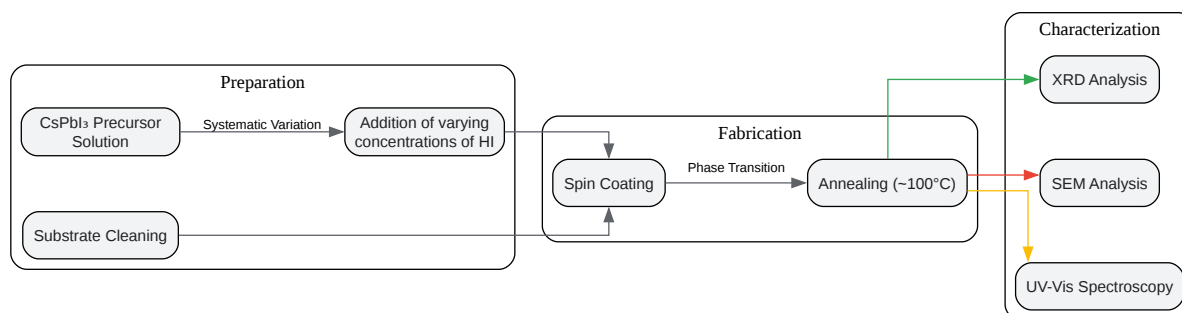 Characterization
Preparation
XRD Analysis
CsPbI₃ Precursor
Solution
Systematic Variation
Addition of varying
concentrations of HI
Fabrication
Spin Coating
Phase Transition
Annealing (~100°C)
SEM Analysis
Substrate Cleaning
UV-Vis Spectroscopy